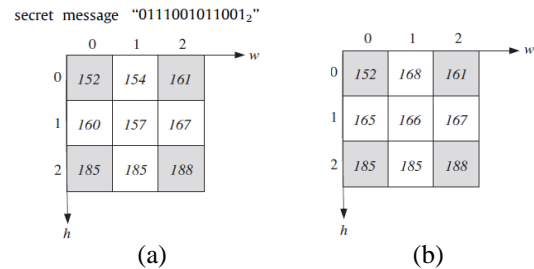 secret message “0111001011001₂”
0 1 2 w
0 152 154 161
1 160 157 167
2 185 185 188
h
(a)
0 1 2 w
0 152 168 161
1 165 166 167
2 185 185 188
h
(b)